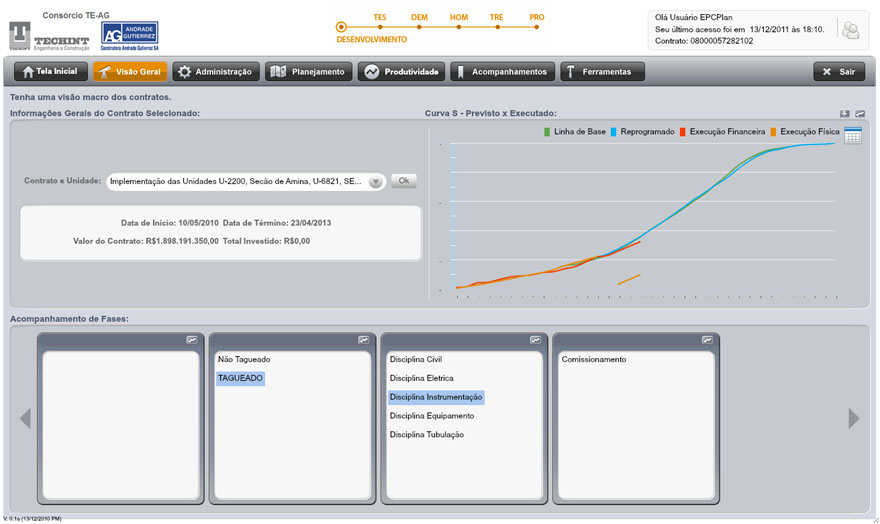 Consórcio TE-AG
TECHINT
Engenharia e Construção
AG
ANDRADE
GUTIERREZ
Construtora Andrade Gutierrez SA
TES DEM HOM TRE PRO
DESENVOLVIMENTO
Olá Usuário EPCPlan
Seu último acesso foi em 13/12/2011 às 18:10.
Contrato: 08000057282102
Tela Inicial
Visão Geral
Administração
Planejamento
Produtividade
Acompanhamentos
Ferramentas
Sair
Tenha uma visão macro dos contratos.
Informações Gerais do Contrato Selecionado:
Contrato e Unidade: Implementação das Unidades U-2200, Secão de Amina, U-6821, SE... Ok
Data de Inicio: 10/05/2010 Data de Término: 23/04/2013
Valor do Contrato: R$1.898.191.350,00 Total Investido: R$0,00
Curva S - Previsto x Executado:
Linha de Base Reprogramado Execução Financeira Execução Física
Acompanhamento de Fases:
Não Tagueado
TAGUEADO
Disciplina Civil
Disciplina Eletrica
Disciplina Instrumentação
Disciplina Equipamento
Disciplina Tubulação
Comissionamento
V. 0.1a (13/12/2010 PM)